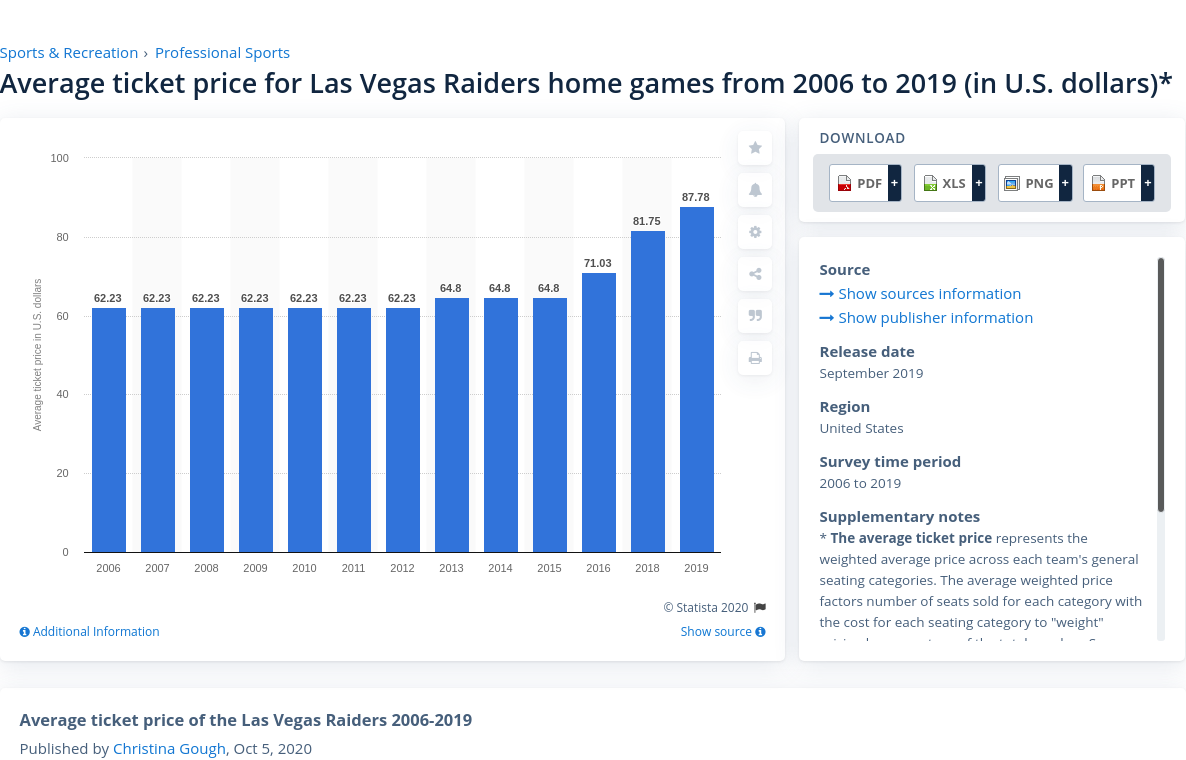 Sports & Recreation › Professional Sports
Average ticket price for Las Vegas Raiders home games from 2006 to 2019 (in U.S. dollars)*
100
80
60
40
20
0
Average ticket price in U.S. dollars
62.23 62.23 62.23 62.23 62.23 62.23 62.23 64.8 64.8 64.8 71.03 81.75 87.78
2006 2007 2008 2009 2010 2011 2012 2013 2014 2015 2016 2018 2019
© Statista 2020
Additional Information
Show source
DOWNLOAD
PDF + XLS + PNG + PPT +
Source
Show sources information
Show publisher information
Release date
September 2019
Region
United States
Survey time period
2006 to 2019
Supplementary notes
* The average ticket price represents the
weighted average price across each team's general
seating categories. The average weighted price
factors number of seats sold for each category with
the cost for each seating category to "weight"
Average ticket price of the Las Vegas Raiders 2006-2019
Published by Christina Gough, Oct 5, 2020